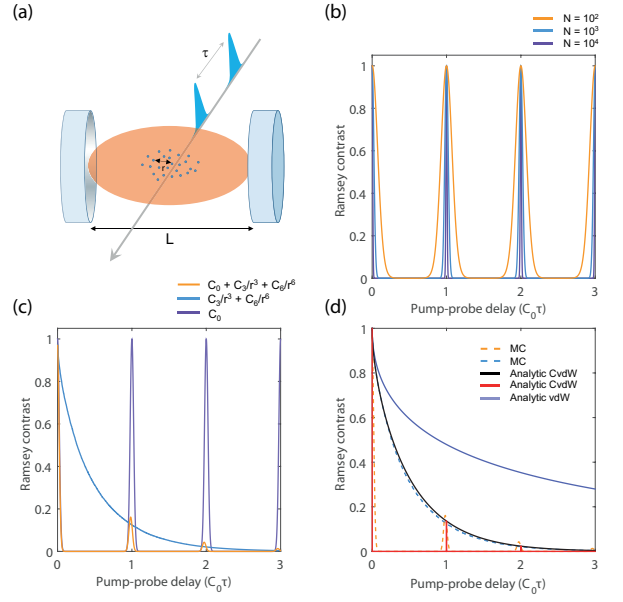 (a)
τ
r
L
(b)
N = 10²
N = 10³
N = 10⁴
Ramsey contrast
1
0.8
0.6
0.4
0.2
0
0 1 2 3
Pump-probe delay (C₀τ)
(c)
C₀ + C₃/r³ + C₆/r⁶
C₃/r³ + C₆/r⁶
C₀
Ramsey contrast
1
0.8
0.6
0.4
0.2
0
0 1 2 3
Pump-probe delay (C₀τ)
(d)
MC
MC
Analytic CvdW
Analytic CvdW
Analytic vdW
Ramsey contrast
1
0.8
0.6
0.4
0.2
0
0 1 2 3
Pump-probe delay (C₀τ)